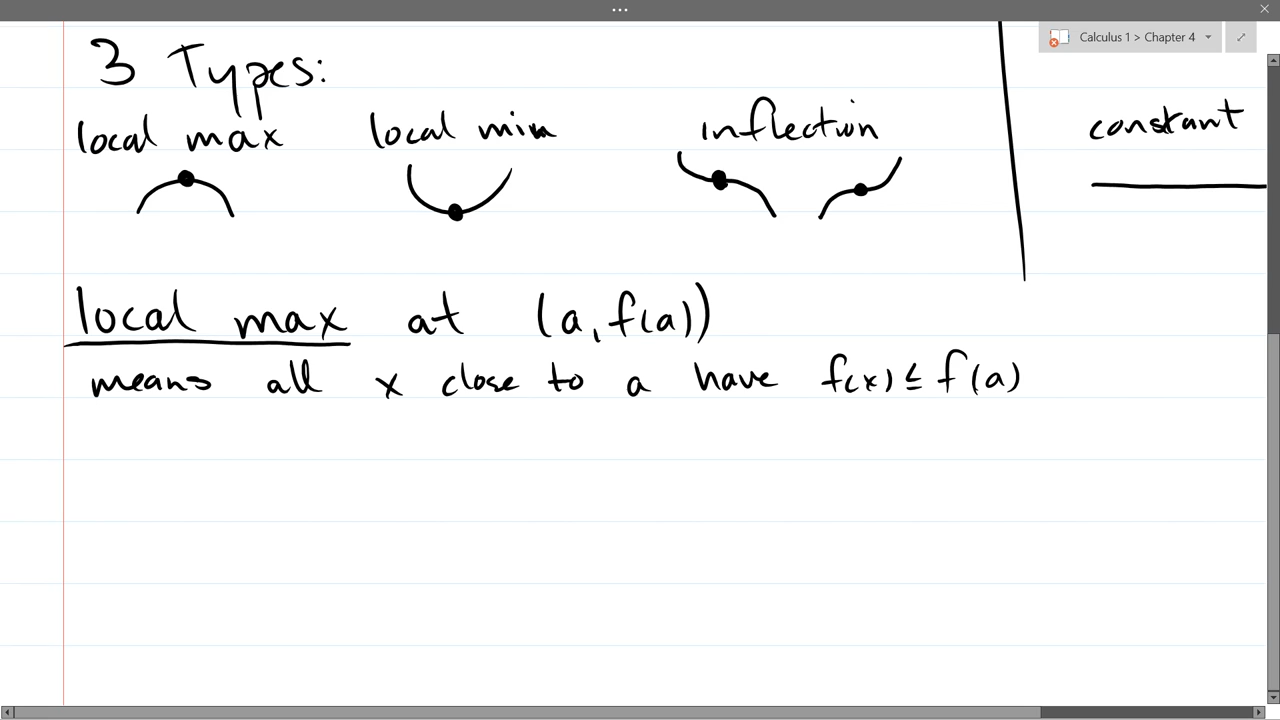 Calculus 1 > Chapter 4
3 Types:
local max local min inflection constant
local max at (a, f(a))
means all x close to a have f(x) ≤ f(a)